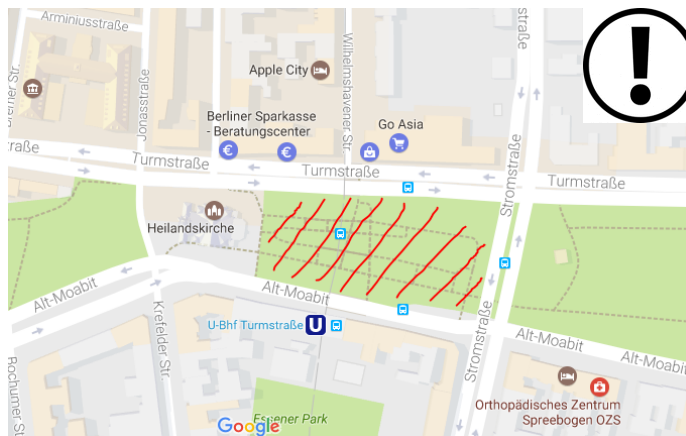 Arminiusstraße
Jonasstraße
Wilhelmshavener Str.
Apple City
Berliner Sparkasse
- Beratungscenter
Go Asia
€
€
Turmstraße
Turmstraße
Turmstraße
Stromstraße
Heilandskirche
Alt-Moabit
Alt-Moabit
Alt-Moabit
Alt-Moabit
Krefelder Str.
U-Bhf Turmstraße U
Stromstraße
Essener Park
Google
Orthopädisches Zentrum
Spreebogen OZS
!